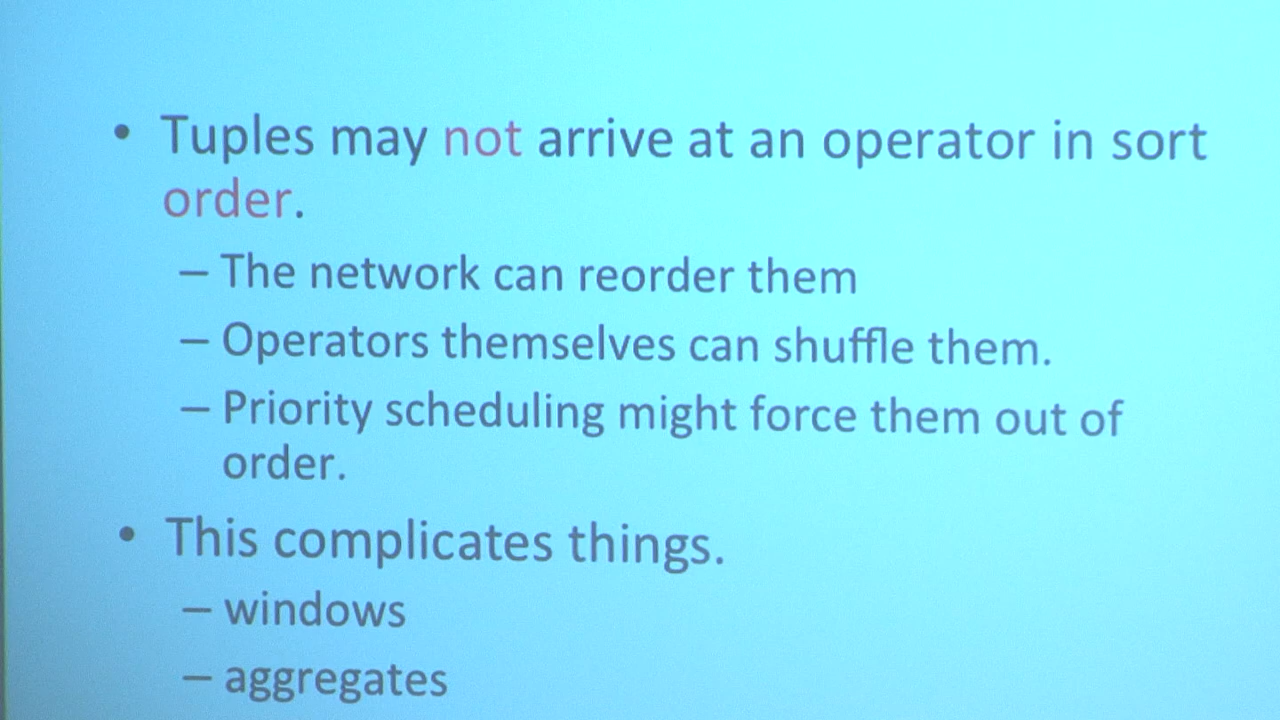 • Tuples may not arrive at an operator in sort
order.
– The network can reorder them
– Operators themselves can shuffle them.
– Priority scheduling might force them out of
order.
• This complicates things.
– windows
– aggregates